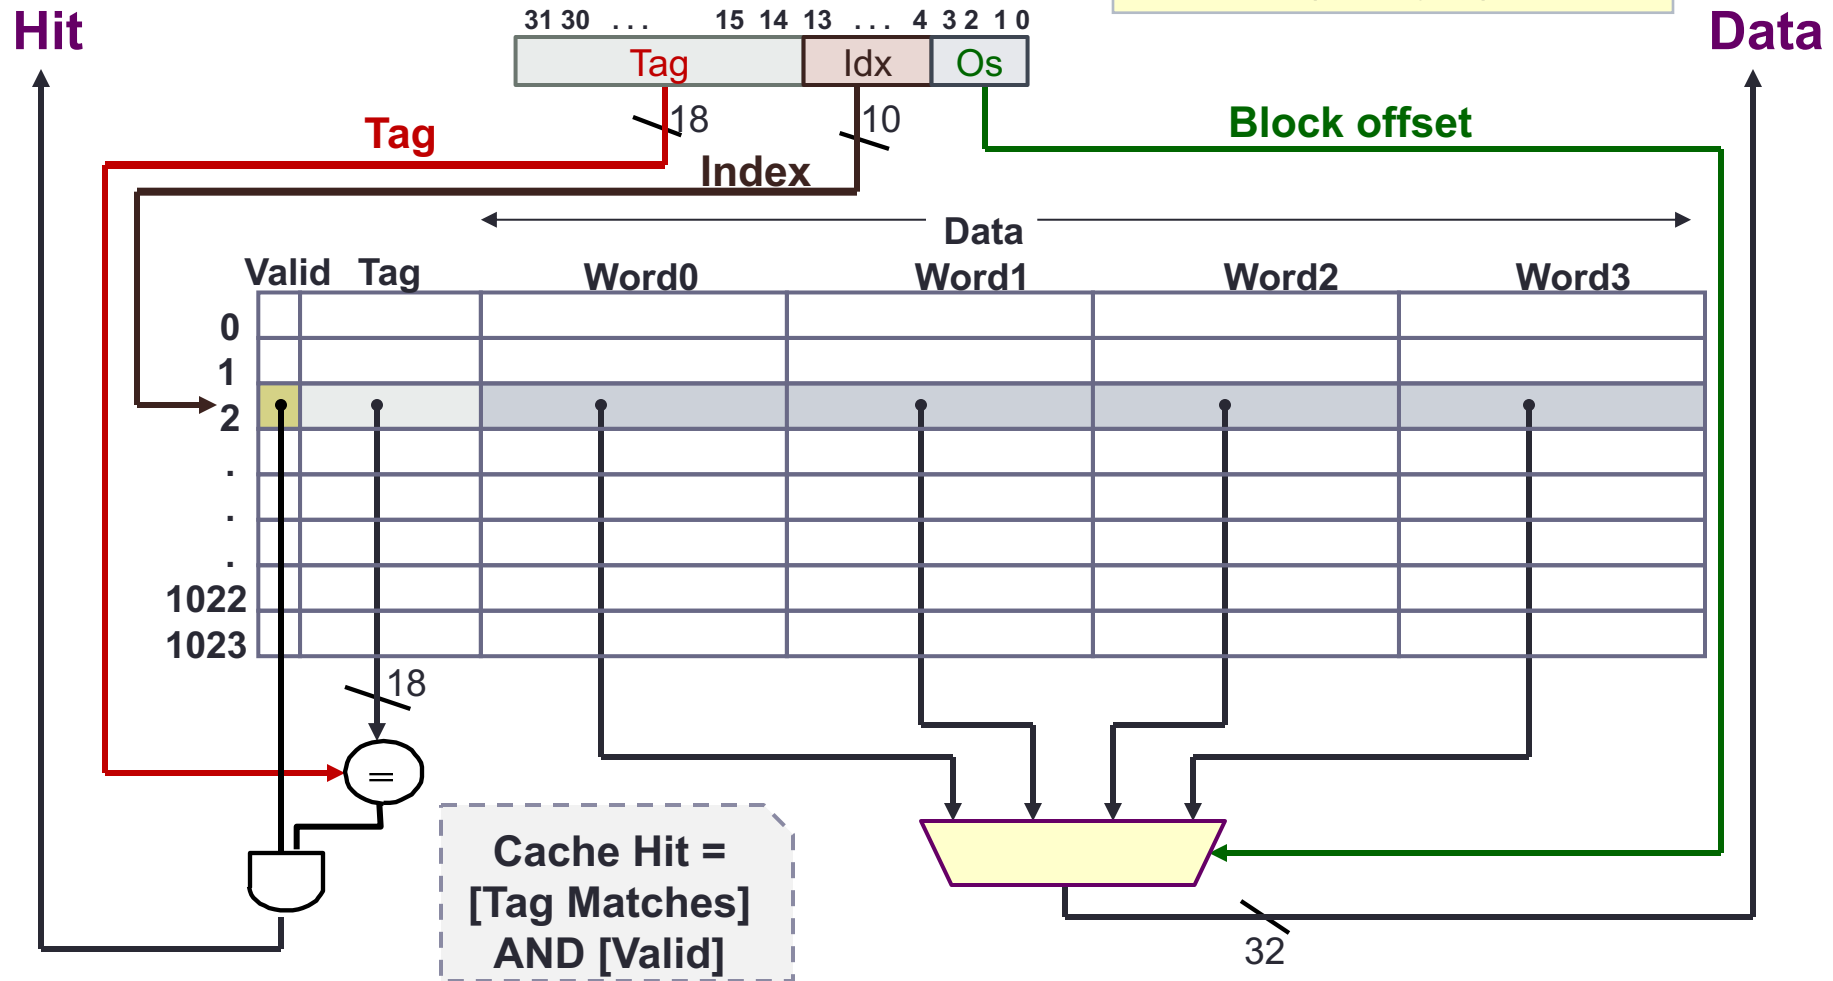 Hit
31 30 ... 15 14 13 ... 4 3 2 1 0
Data
Tag Idx Os
18 10
Tag
Block offset
Index
Data
Valid Tag Word0 Word1 Word2 Word3
0
1
2
.
.
.
1022
1023
18
=
Cache Hit =
[Tag Matches]
AND [Valid]
32